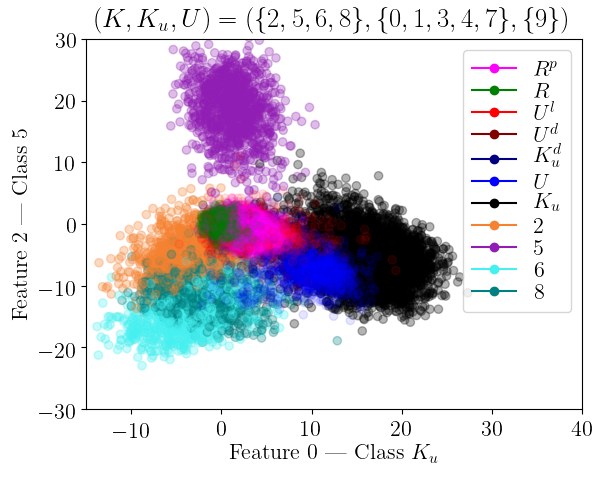 (K, K_u, U) = ({2, 5, 6, 8}, {0, 1, 3, 4, 7}, {9})
30
20
10
0
−10
−20
−30
Feature 2 — Class 5
R^p
R
U^l
U^d
K_u^d
U
K_u
2
5
6
8
−10
0
10
20
30
40
Feature 0 — Class K_u